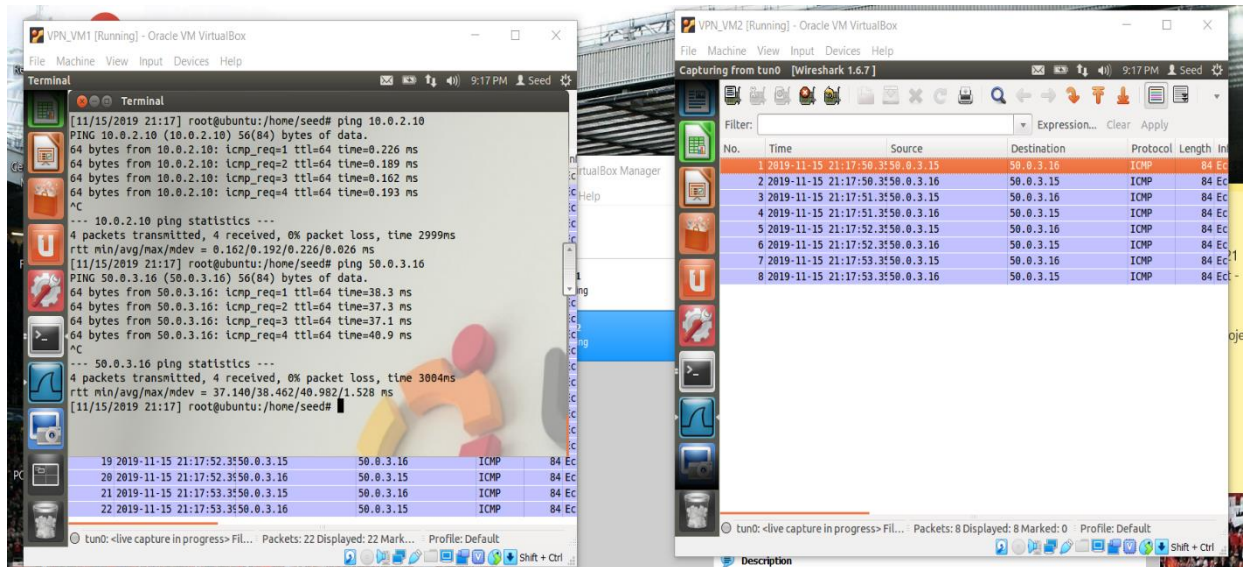 VPN_VM1 [Running] - Oracle VM VirtualBox
File Machine View Input Devices Help
Terminal
9:17 PM Seed
Terminal
[11/15/2019 21:17] root@ubuntu:/home/seed# ping 10.0.2.10
PING 10.0.2.10 (10.0.2.10) 56(84) bytes of data.
64 bytes from 10.0.2.10: icmp_req=1 ttl=64 time=0.226 ms
64 bytes from 10.0.2.10: icmp_req=2 ttl=64 time=0.189 ms
64 bytes from 10.0.2.10: icmp_req=3 ttl=64 time=0.162 ms
64 bytes from 10.0.2.10: icmp_req=4 ttl=64 time=0.193 ms
^C
--- 10.0.2.10 ping statistics ---
4 packets transmitted, 4 received, 0% packet loss, time 2999ms
rtt min/avg/max/mdev = 0.162/0.192/0.226/0.026 ms
[11/15/2019 21:17] root@ubuntu:/home/seed# ping 50.0.3.16
PING 50.0.3.16 (50.0.3.16) 56(84) bytes of data.
64 bytes from 50.0.3.16: icmp_req=1 ttl=64 time=38.3 ms
64 bytes from 50.0.3.16: icmp_req=2 ttl=64 time=37.3 ms
64 bytes from 50.0.3.16: icmp_req=3 ttl=64 time=37.1 ms
64 bytes from 50.0.3.16: icmp_req=4 ttl=64 time=40.9 ms
^C
--- 50.0.3.16 ping statistics ---
4 packets transmitted, 4 received, 0% packet loss, time 3004ms
rtt min/avg/max/mdev = 37.140/38.462/40.982/1.528 ms
[11/15/2019 21:17] root@ubuntu:/home/seed#
19 2019-11-15 21:17:52.35 50.0.3.15 50.0.3.16 ICMP 84 Ec
20 2019-11-15 21:17:52.39 50.0.3.16 50.0.3.15 ICMP 84 Ec
21 2019-11-15 21:17:53.35 50.0.3.15 50.0.3.16 ICMP 84 Ec
22 2019-11-15 21:17:53.39 50.0.3.16 50.0.3.15 ICMP 84 Ec
tun0: <live capture in progress> Fil... Packets: 22 Displayed: 22 Mark... Profile: Default
Shift + Ctrl
rtualBox Manager
Help
VPN_VM2 [Running] - Oracle VM VirtualBox
File Machine View Input Devices Help
Capturing from tun0 [Wireshark 1.6.7]
9:17 PM Seed
Filter: Expression... Clear Apply
No. Time Source Destination Protocol Length In
1 2019-11-15 21:17:50.35 50.0.3.15 50.0.3.16 ICMP 84 Ec
2 2019-11-15 21:17:50.35 50.0.3.16 50.0.3.15 ICMP 84 Ec
3 2019-11-15 21:17:51.35 50.0.3.15 50.0.3.16 ICMP 84 Ec
4 2019-11-15 21:17:51.35 50.0.3.16 50.0.3.15 ICMP 84 Ec
5 2019-11-15 21:17:52.35 50.0.3.15 50.0.3.16 ICMP 84 Ec
6 2019-11-15 21:17:52.35 50.0.3.16 50.0.3.15 ICMP 84 Ec
7 2019-11-15 21:17:53.35 50.0.3.15 50.0.3.16 ICMP 84 Ec
8 2019-11-15 21:17:53.35 50.0.3.16 50.0.3.15 ICMP 84 Ec
tun0: <live capture in progress> Fil... Packets: 8 Displayed: 8 Marked: 0 Profile: Default
Shift + Ctrl
Description